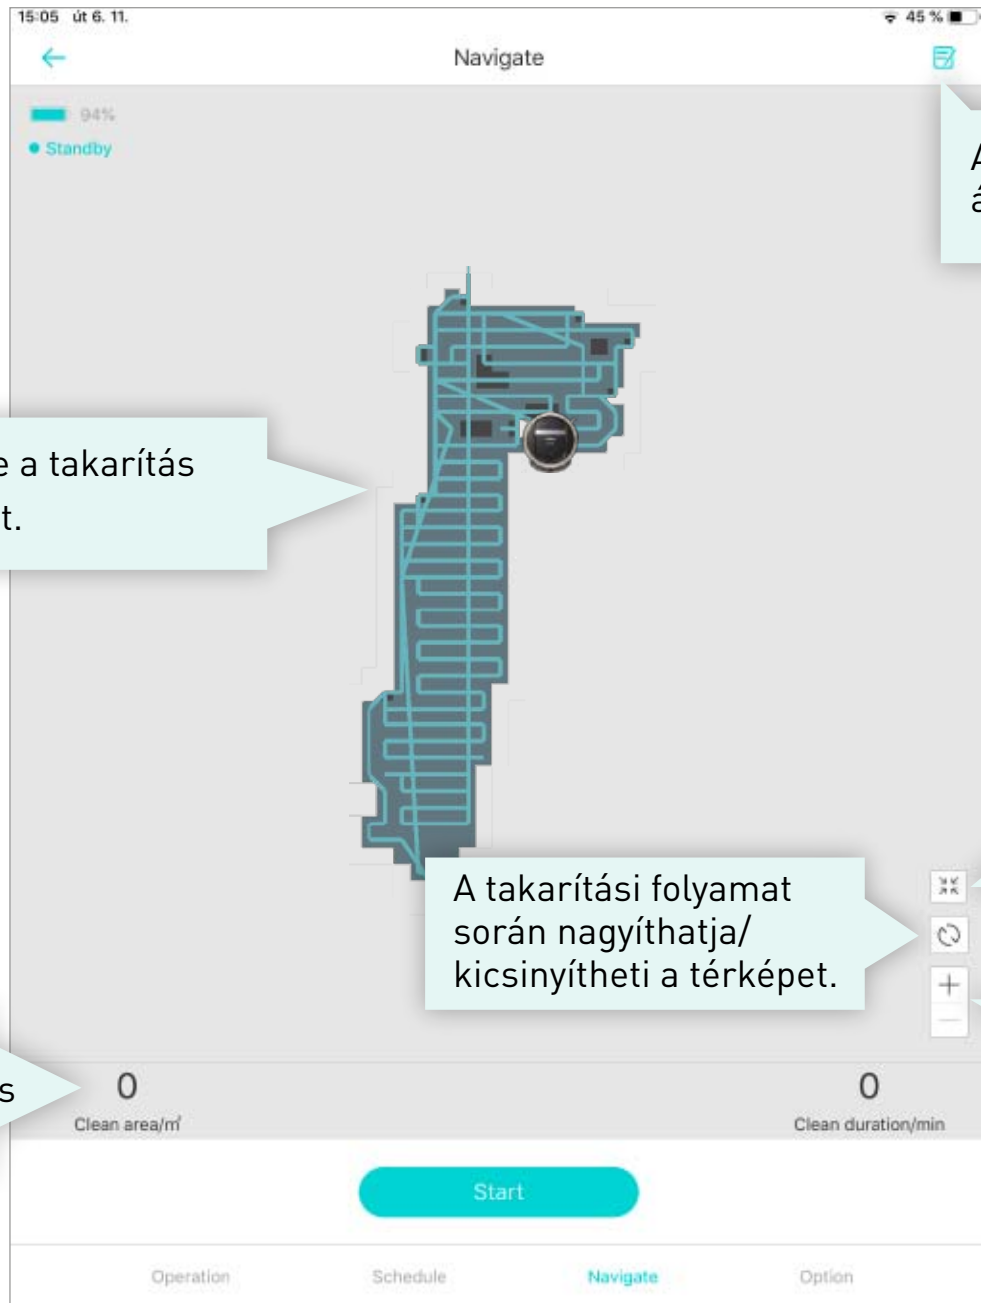 15:05 út 6. 11.
45 %
Navigate
94%
Standby
A
á
e a takarítás
t.
A takarítási folyamat
során nagyíthatja/
kicsinyítheti a térképet.
s
0
0
Clean area/㎡
Clean duration/min
Start
Operation
Schedule
Navigate
Option